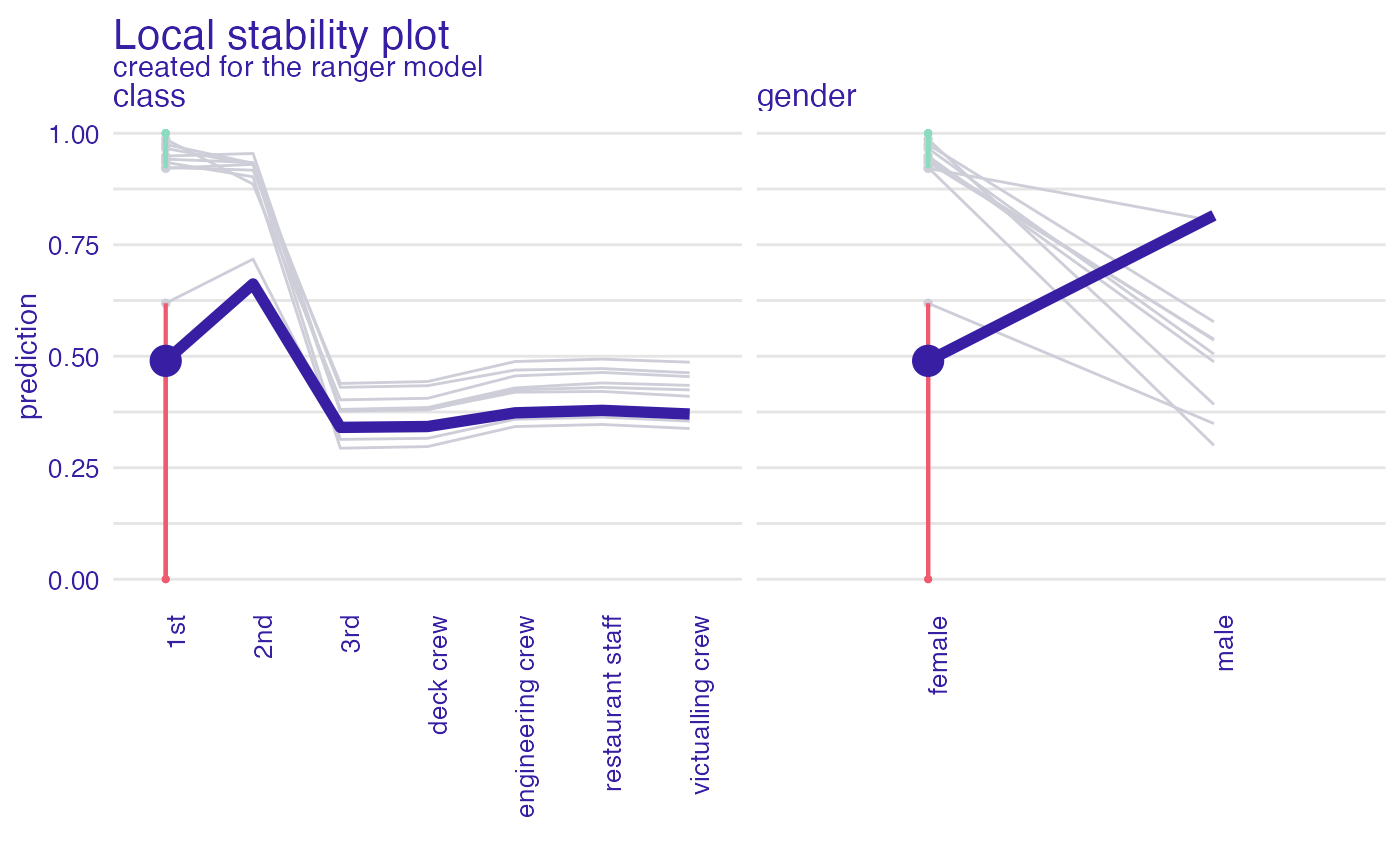 Local stability plot
created for the ranger model
class
gender
prediction
1.00
0.75
0.50
0.25
0.00
1st
2nd
3rd
deck crew
engineering crew
restaurant staff
victualling crew
female
male